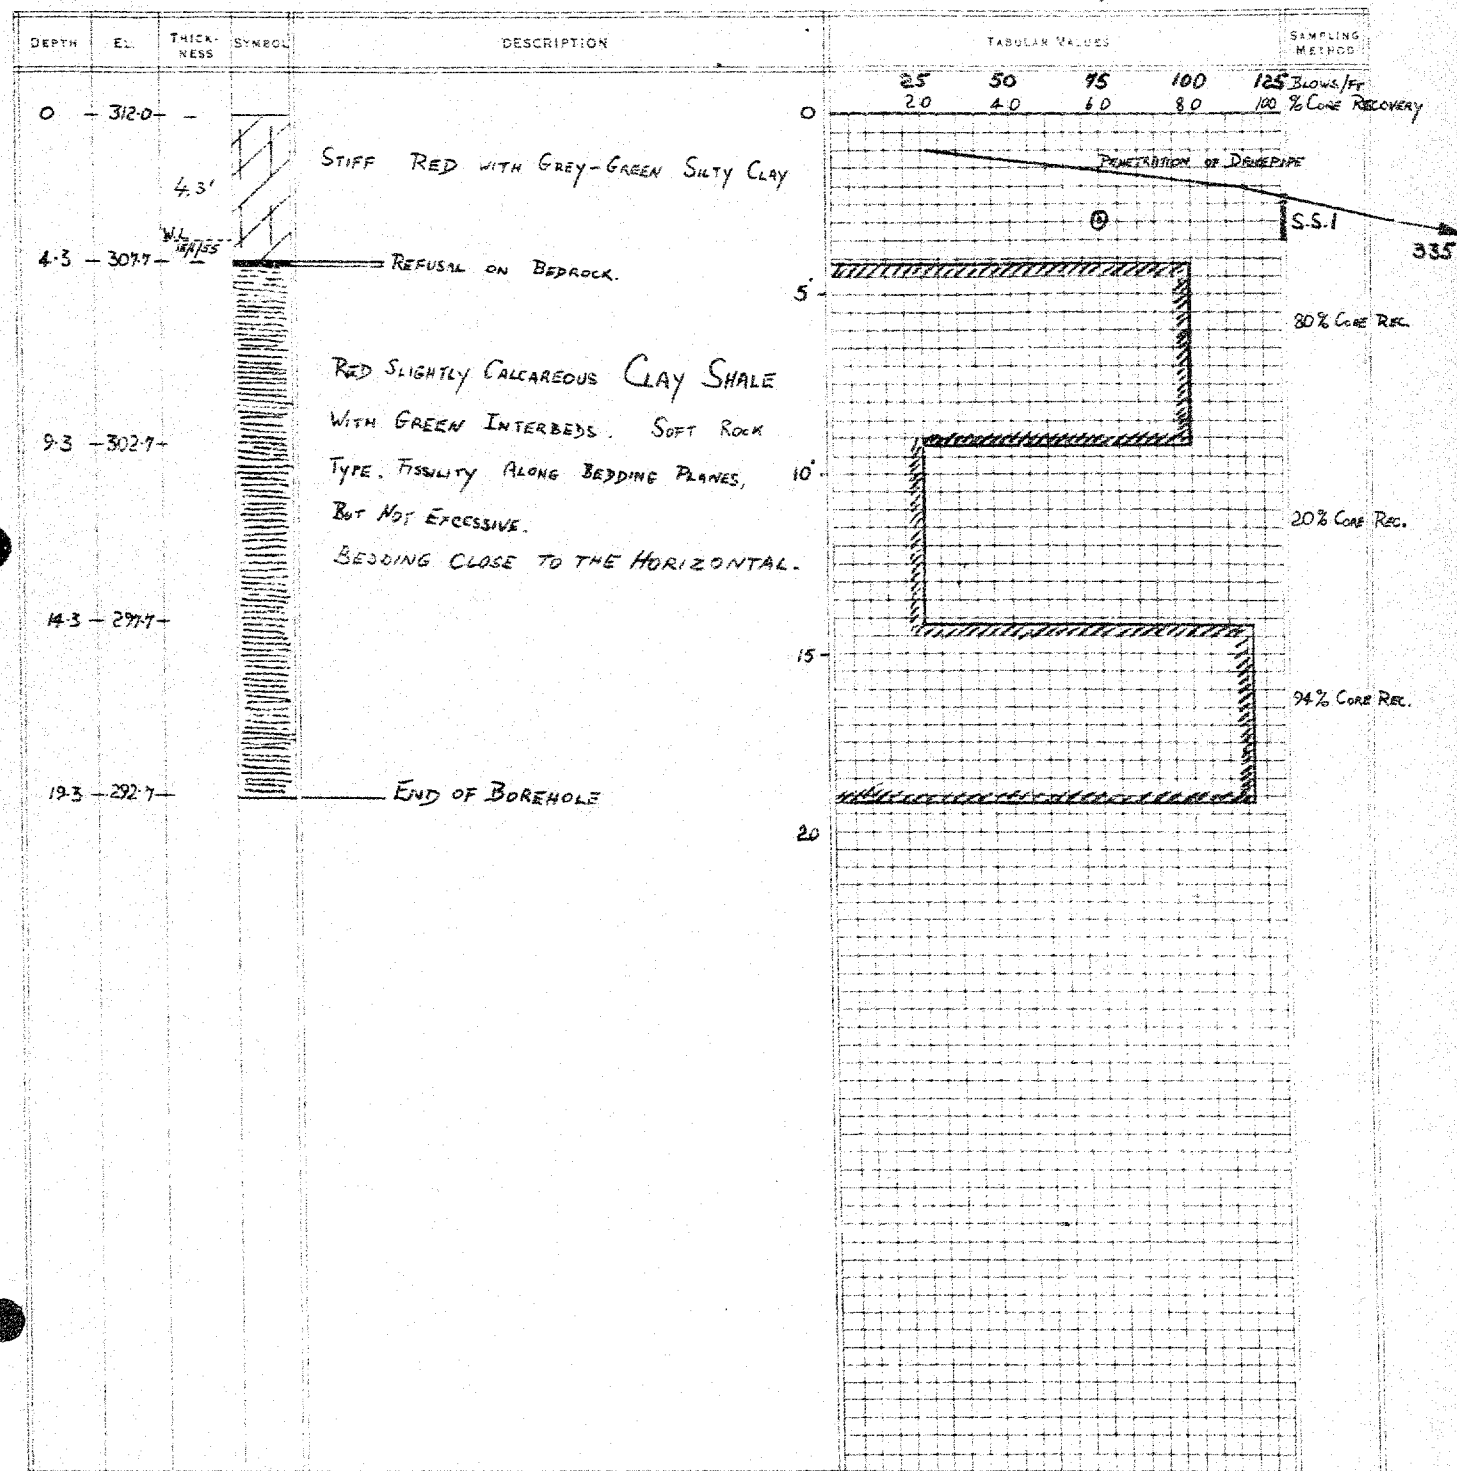 DEPTH EL. THICK-NESS SYMBOL DESCRIPTION TABULAR VALUES SAMPLING METHOD
25 50 75 100 125 BLOWS/FT
20 40 60 80 100 % CORE RECOVERY
0 - 312.0 - - 0
STIFF RED WITH GREY-GREEN SILTY CLAY
PENETRATION OF DRIVEPIPE
4.3'
S.S.1
W.L.
335
4.3 - 307.7 - - REFUSAL ON BEDROCK.
5'
80% CORE REC.
RED SLIGHTLY CALCAREOUS CLAY SHALE
WITH GREEN INTERBEDS. SOFT ROCK
9.3 - 302.7 -
TYPE. FISSILITY ALONG BEDDING PLANES,
10'
BUT NOT EXCESSIVE.
20% CORE REC.
BEDDING CLOSE TO THE HORIZONTAL.
14.3 - 297.7 -
15 -
94% CORE REC.
19.3 - 292.7 - END OF BOREHOLE
20